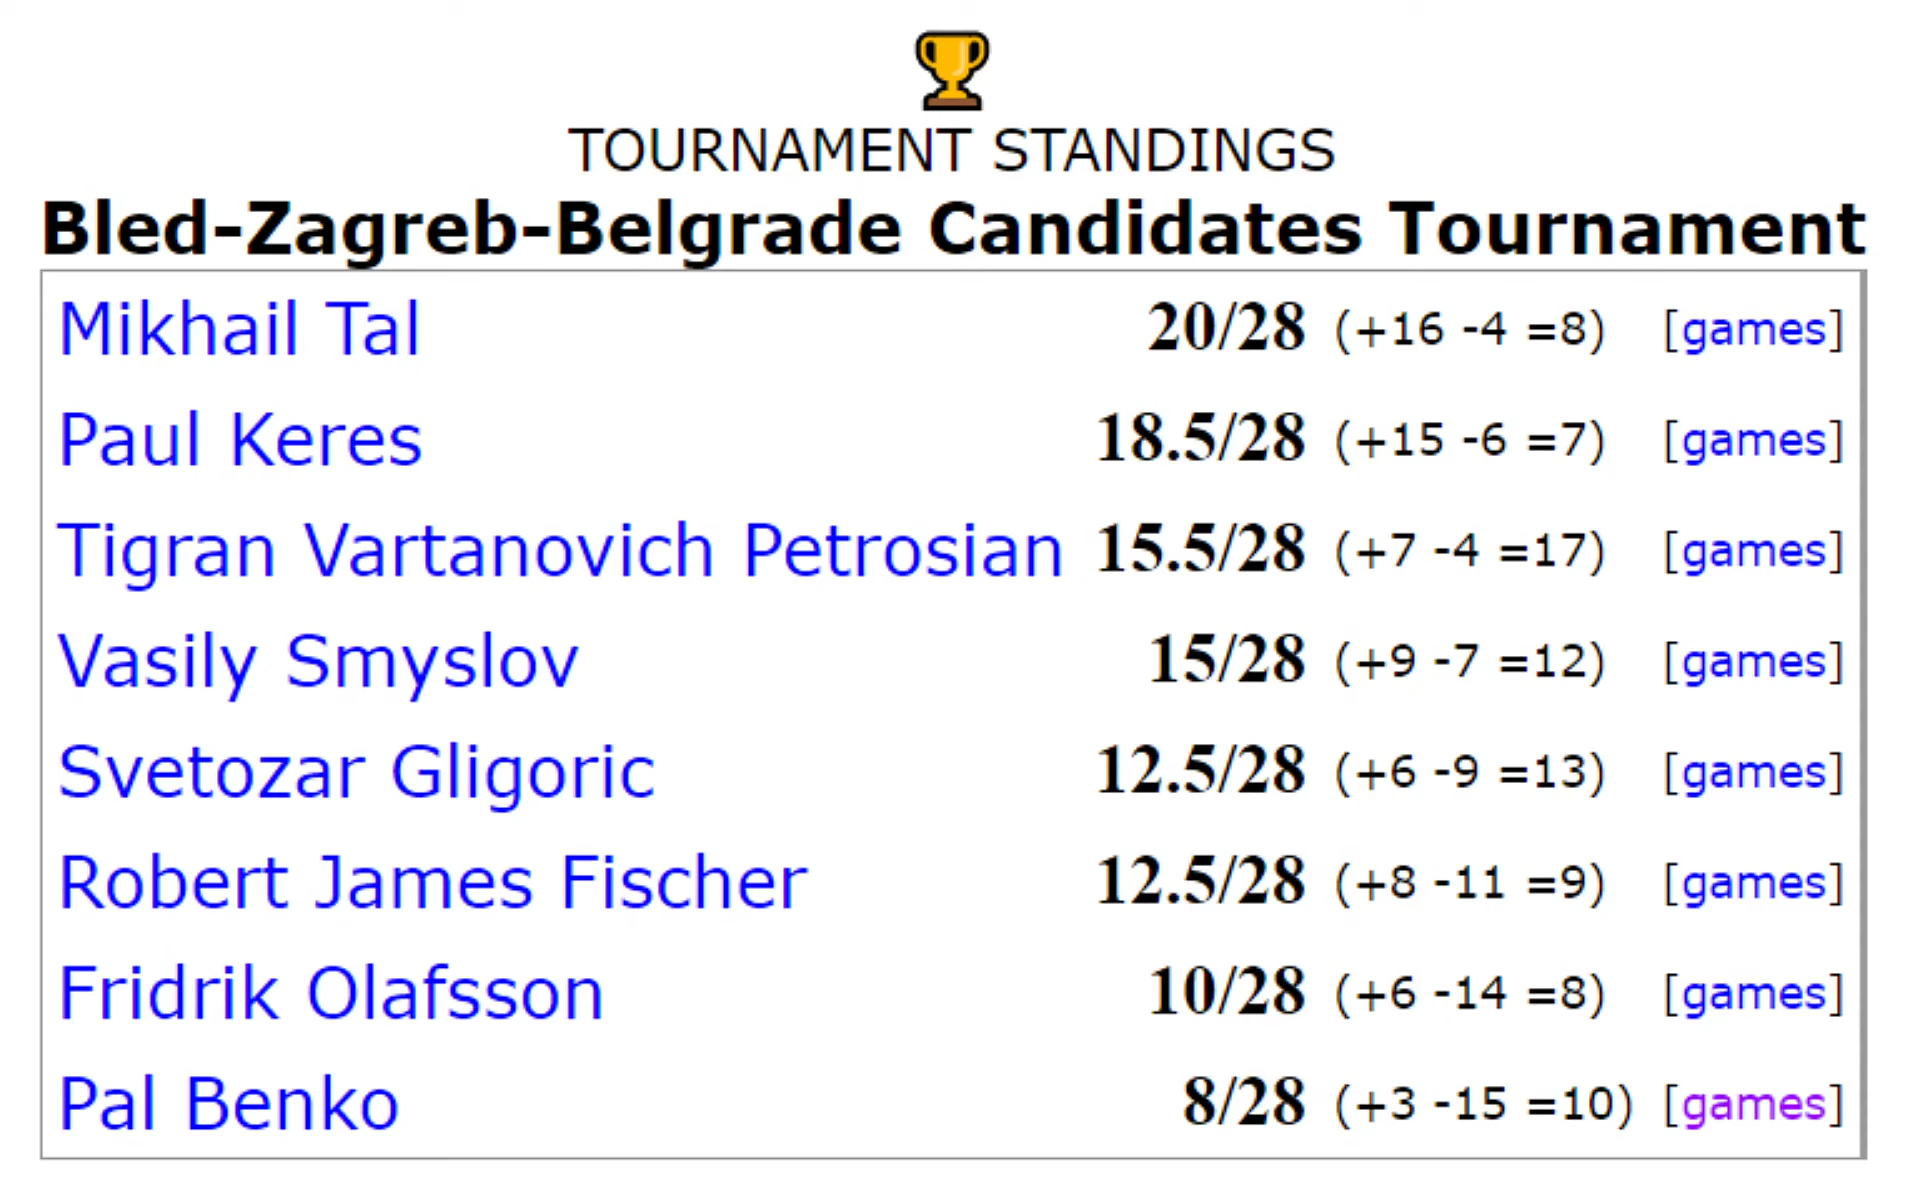 TOURNAMENT STANDINGS
Bled-Zagreb-Belgrade Candidates Tournament
Mikhail Tal 20/28 (+16 -4 =8) [games]
Paul Keres 18.5/28 (+15 -6 =7) [games]
Tigran Vartanovich Petrosian 15.5/28 (+7 -4 =17) [games]
Vasily Smyslov 15/28 (+9 -7 =12) [games]
Svetozar Gligoric 12.5/28 (+6 -9 =13) [games]
Robert James Fischer 12.5/28 (+8 -11 =9) [games]
Fridrik Olafsson 10/28 (+6 -14 =8) [games]
Pal Benko 8/28 (+3 -15 =10) [games]